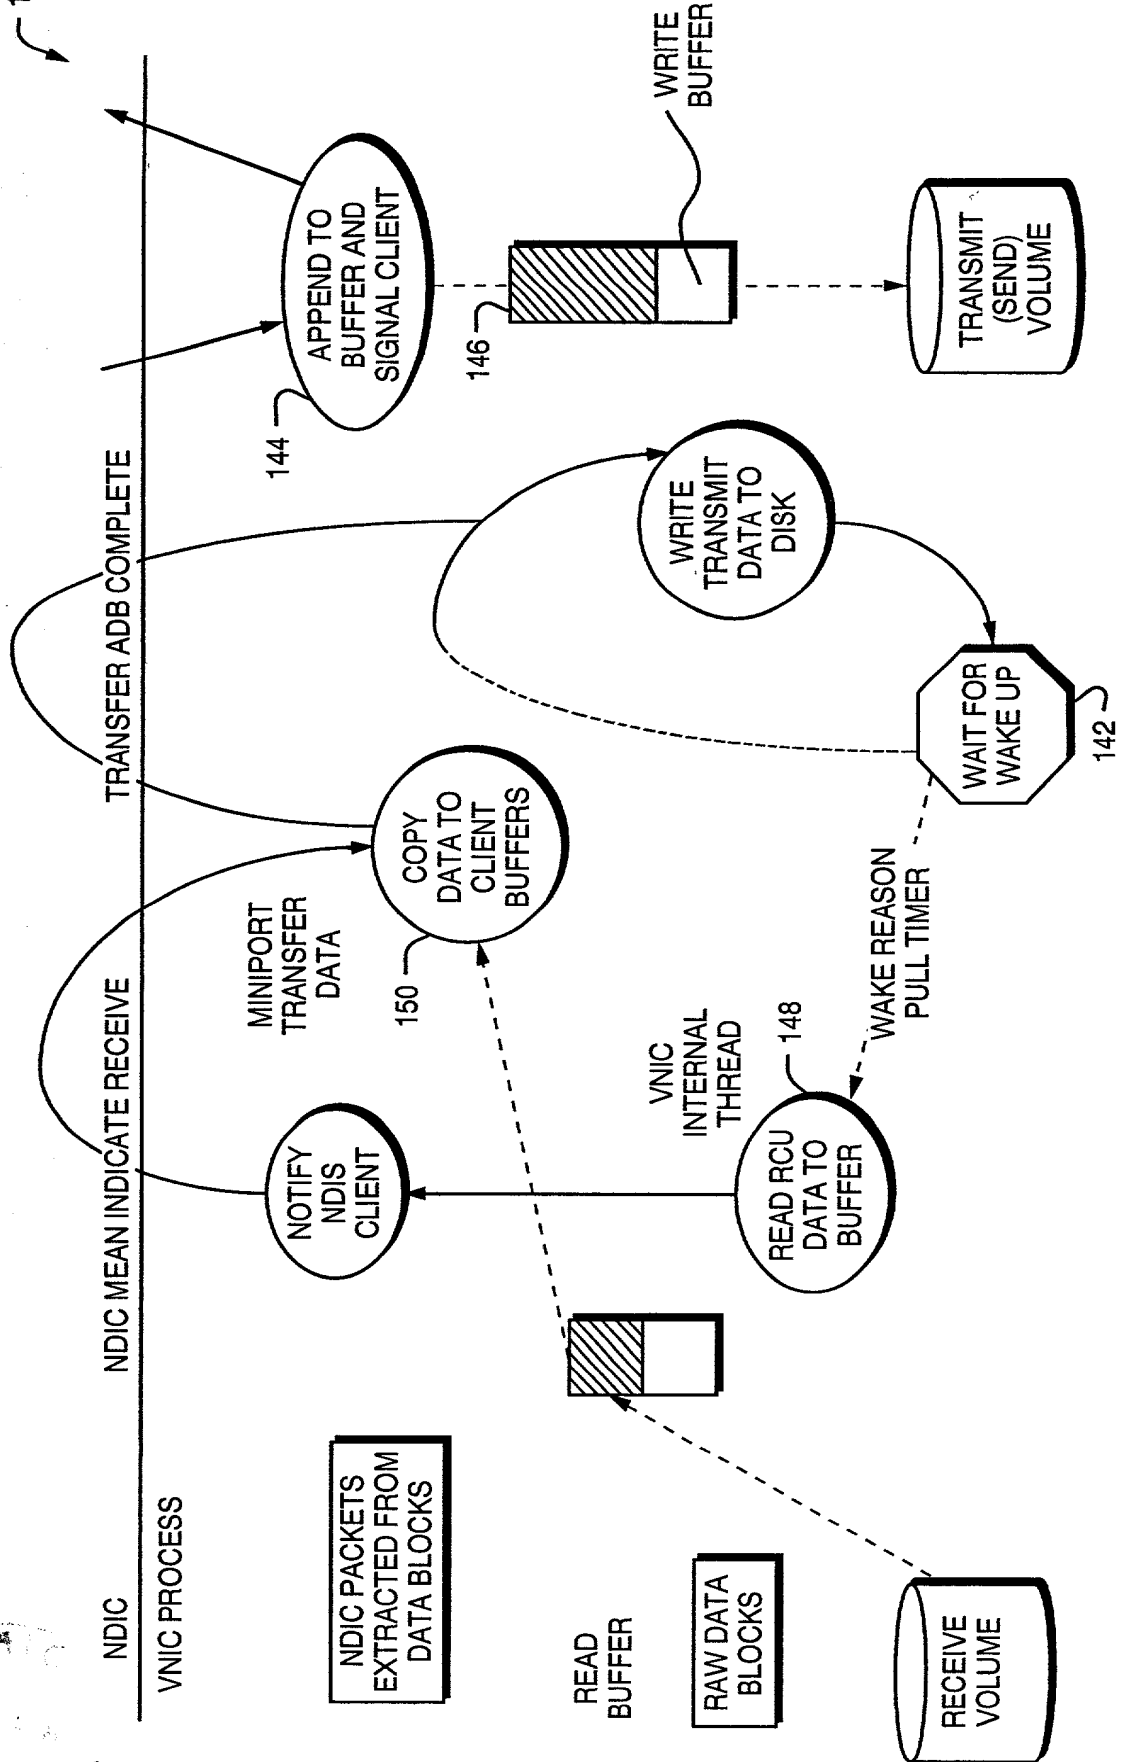 NDIC
NDIC MEAN INDICATE RECEIVE
TRANSFER ADB COMPLETE
VNIC PROCESS
NDIC PACKETS
EXTRACTED FROM
DATA BLOCKS
NOTIFY
NDIS
CLIENT
MINIPORT
TRANSFER
DATA
150
COPY
DATA TO
CLIENT
BUFFERS
144
APPEND TO
BUFFER AND
SIGNAL CLIENT
146
WRITE
BUFFER
READ
BUFFER
VNIC
INTERNAL
THREAD
148
READ RCU
DATA TO
BUFFER
WRITE
TRANSMIT
DATA TO
DISK
RAW DATA
BLOCKS
WAKE REASON
PULL TIMER
WAIT FOR
WAKE UP
142
RECEIVE
VOLUME
TRANSMIT
(SEND)
VOLUME